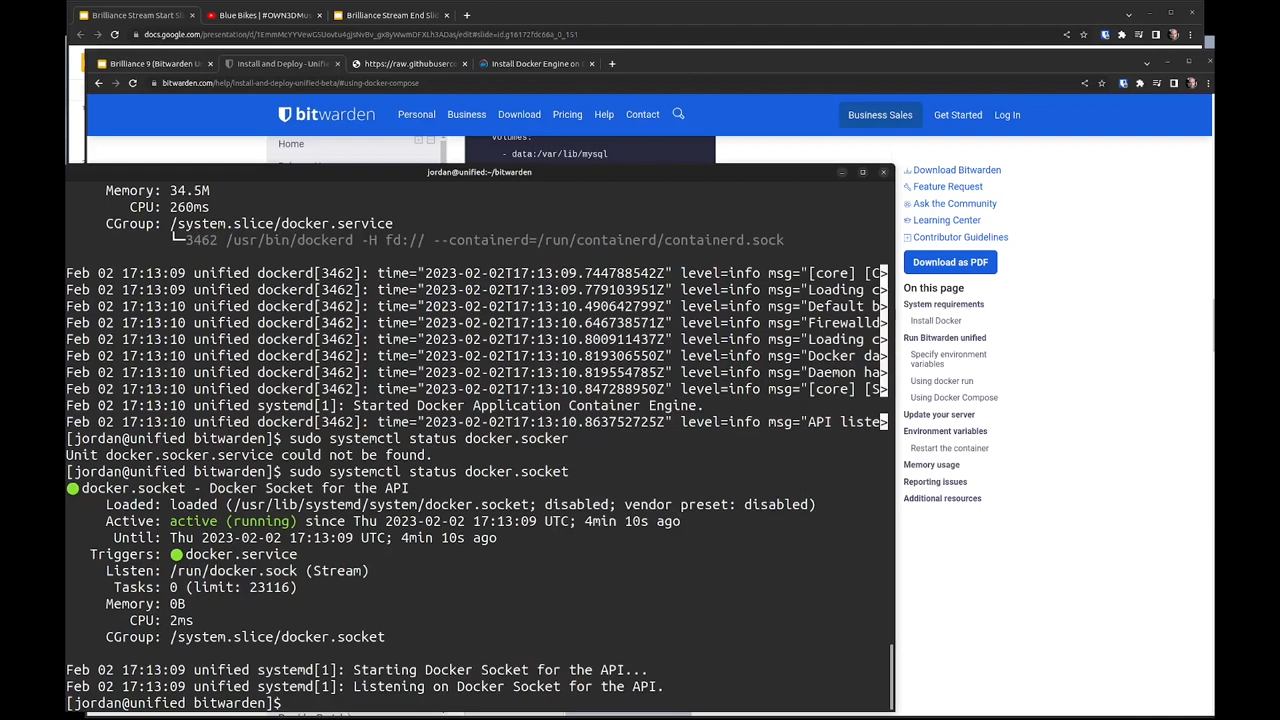 Brilliance Stream Start Slide
Blue Bikes | #OWN3DMus
Brilliance Stream End Slid
docs.google.com/presentation/d/1EmmMcYYVewGSUovtu4gjsNvBv_gx8yWwmDFXLh3ZAdas/edit#slide=id.g16172fdc66a_0_151
Brilliance 9 (Bitwarden U
Install and Deploy - Unifie
https://raw.githubuserco
Install Docker Engine on C
bitwarden.com/help/install-and-deploy-unified-beta/#using-docker-compose
bitwarden
Personal
Business
Download
Pricing
Help
Contact
Business Sales
Get Started
Log In
Home
volumes:
- data:/var/lib/mysql
jordan@unified:~/bitwarden
Memory: 34.5M
CPU: 260ms
CGroup: /system.slice/docker.service
└─3462 /usr/bin/dockerd -H fd:// --containerd=/run/containerd/containerd.sock
Feb 02 17:13:09 unified dockerd[3462]: time="2023-02-02T17:13:09.744788542Z" level=info msg="[core] [C>
Feb 02 17:13:09 unified dockerd[3462]: time="2023-02-02T17:13:09.779103951Z" level=info msg="Loading c>
Feb 02 17:13:10 unified dockerd[3462]: time="2023-02-02T17:13:10.490642799Z" level=info msg="Default b>
Feb 02 17:13:10 unified dockerd[3462]: time="2023-02-02T17:13:10.646738571Z" level=info msg="Firewalld>
Feb 02 17:13:10 unified dockerd[3462]: time="2023-02-02T17:13:10.800911437Z" level=info msg="Loading c>
Feb 02 17:13:10 unified dockerd[3462]: time="2023-02-02T17:13:10.819306550Z" level=info msg="Docker da>
Feb 02 17:13:10 unified dockerd[3462]: time="2023-02-02T17:13:10.819554785Z" level=info msg="Daemon ha>
Feb 02 17:13:10 unified dockerd[3462]: time="2023-02-02T17:13:10.847288950Z" level=info msg="[core] [S>
Feb 02 17:13:10 unified systemd[1]: Started Docker Application Container Engine.
Feb 02 17:13:10 unified dockerd[3462]: time="2023-02-02T17:13:10.863752725Z" level=info msg="API liste>
[jordan@unified bitwarden]$ sudo systemctl status docker.socker
Unit docker.socker.service could not be found.
[jordan@unified bitwarden]$ sudo systemctl status docker.socket
docker.socket - Docker Socket for the API
Loaded: loaded (/usr/lib/systemd/system/docker.socket; disabled; vendor preset: disabled)
Active: active (running) since Thu 2023-02-02 17:13:09 UTC; 4min 10s ago
Until: Thu 2023-02-02 17:13:09 UTC; 4min 10s ago
Triggers: docker.service
Listen: /run/docker.sock (Stream)
Tasks: 0 (limit: 23116)
Memory: 0B
CPU: 2ms
CGroup: /system.slice/docker.socket
Feb 02 17:13:09 unified systemd[1]: Starting Docker Socket for the API...
Feb 02 17:13:09 unified systemd[1]: Listening on Docker Socket for the API.
[jordan@unified bitwarden]$
Download Bitwarden
Feature Request
Ask the Community
Learning Center
Contributor Guidelines
Download as PDF
On this page
System requirements
Install Docker
Run Bitwarden unified
Specify environment
variables
Using docker run
Using Docker Compose
Update your server
Environment variables
Restart the container
Memory usage
Reporting issues
Additional resources